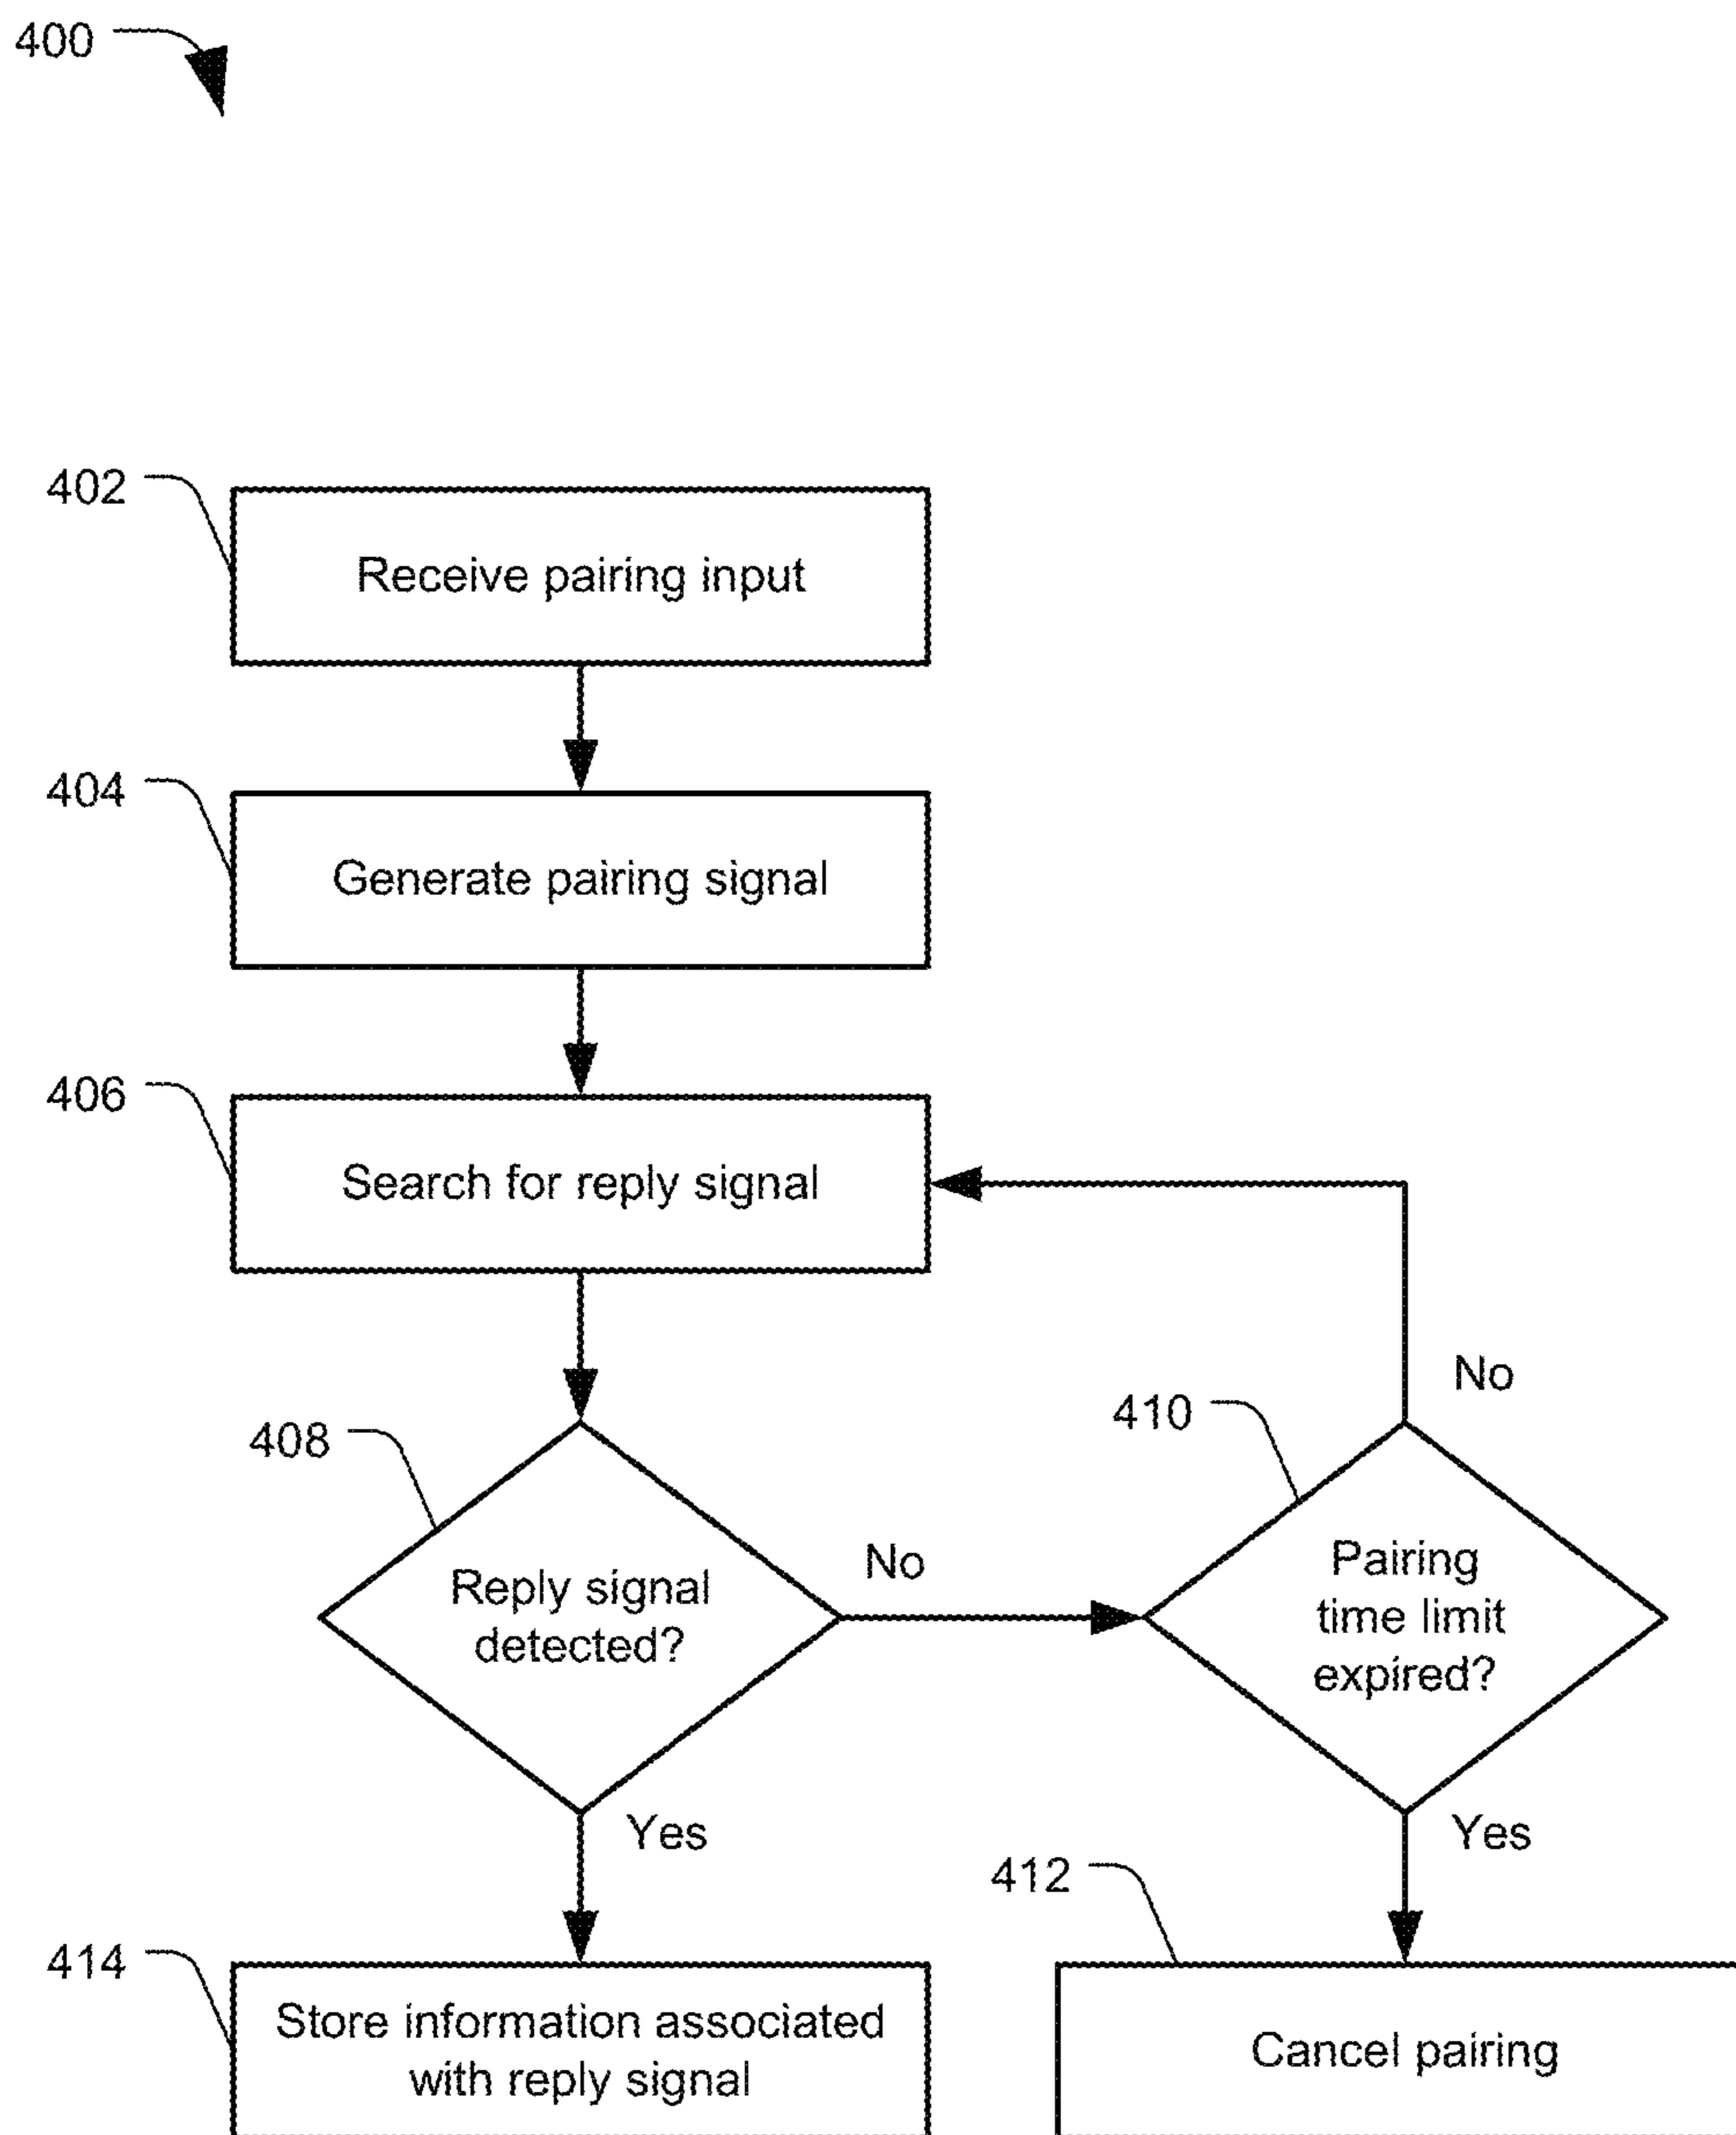 400
402
Receive pairing input
404
Generate pairing signal
406
Search for reply signal
408
Reply signal
detected?
No
410
No
Pairing
time limit
expired?
Yes
Yes
414
Store information associated
with reply signal
412
Cancel pairing